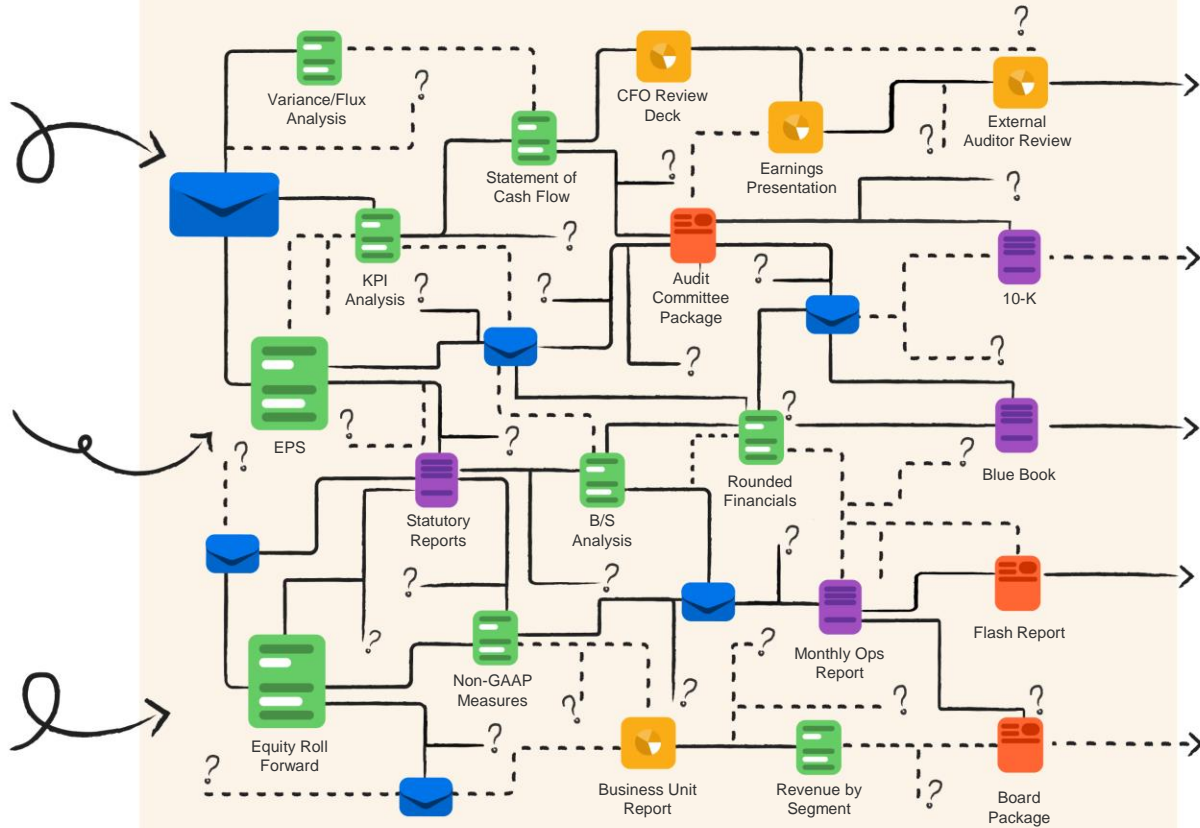 ?
Variance/Flux
Analysis
?
CFO Review
Deck
External
Auditor Review
?
Earnings
Presentation
Statement of
Cash Flow
?
?
KPI
Analysis
?
?
?
Audit
Committee
Package
?
10-K
?
?
EPS
?
?
?
?
Rounded
Financials
?
Blue Book
Statutory
Reports
B/S
Analysis
?
?
?
?
Flash Report
?
Non-GAAP
Measures
?
?
?
Monthly Ops
Report
?
?
Equity Roll
Forward
?
?
Business Unit
Report
Revenue by
Segment
?
Board
Package